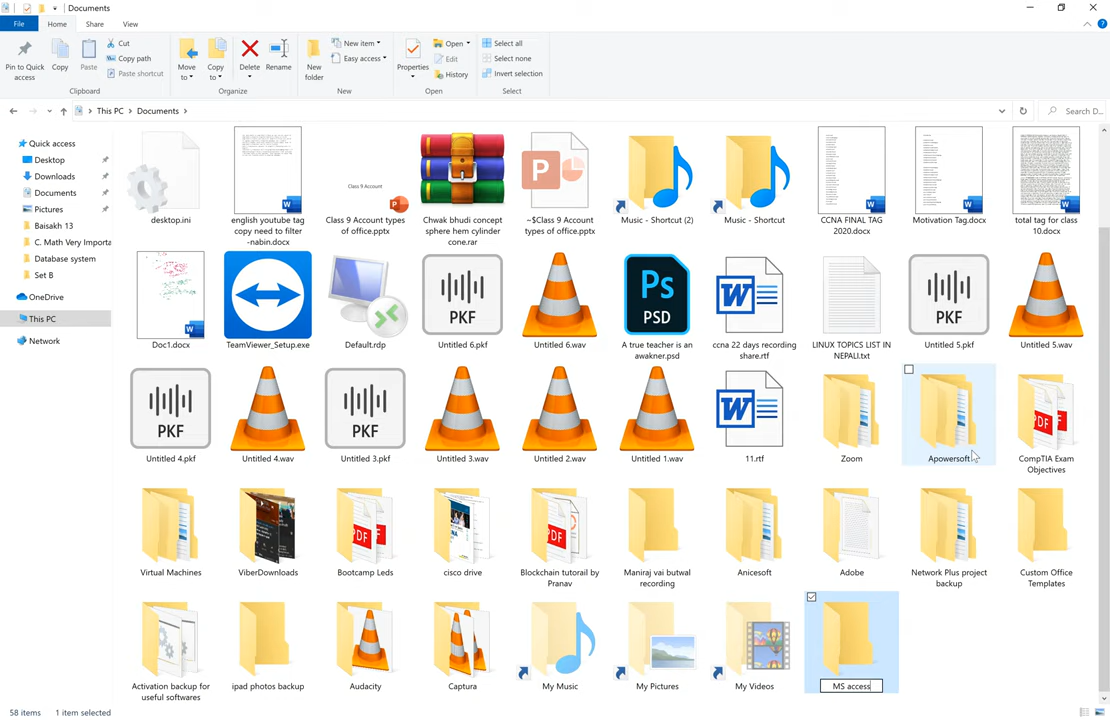 Documents
File Home Share View
Pin to Quick access
Copy
Paste
Cut
Copy path
Paste shortcut
Clipboard
Move to
Copy to
Delete
Rename
Organize
New folder
New item
Easy access
New
Properties
Open
Edit
History
Open
Select all
Select none
Invert selection
Select
This PC > Documents >
Search D...
Quick access
Desktop
Downloads
Documents
Pictures
Baisakh 13
C. Math Very Importa
Database system
Set B
OneDrive
This PC
Network
desktop.ini
english youtube tag copy need to filter -nabin.docx
Class 9 Account
Class 9 Account types of office.pptx
Chwak bhudi concept sphere hem cylinder cone.rar
~$Class 9 Account types of office.pptx
Music - Shortcut (2)
Music - Shortcut
CCNA FINAL TAG 2020.docx
Motivation Tag.docx
total tag for class 10.docx
Doc1.docx
TeamViewer_Setup.exe
Default.rdp
PKF
Untitled 6.pkf
Untitled 6.wav
Ps
PSD
A true teacher is an awakner.psd
ccna 22 days recording share.rtf
LINUX TOPICS LIST IN NEPALI.txt
PKF
Untitled 5.pkf
Untitled 5.wav
PKF
Untitled 4.pkf
Untitled 4.wav
PKF
Untitled 3.pkf
Untitled 3.wav
Untitled 2.wav
Untitled 1.wav
11.rtf
Zoom
Apowersoft
CompTIA Exam Objectives
Virtual Machines
ViberDownloads
PDF
Bootcamp Leds
cisco drive
PDF
Blockchain tutorail by Pranav
Maniraj vai butwal recording
Anicesoft
Adobe
Network Plus project backup
Custom Office Templates
Activation backup for useful softwares
ipad photos backup
Audacity
Captura
My Music
My Pictures
My Videos
MS access
58 items 1 item selected